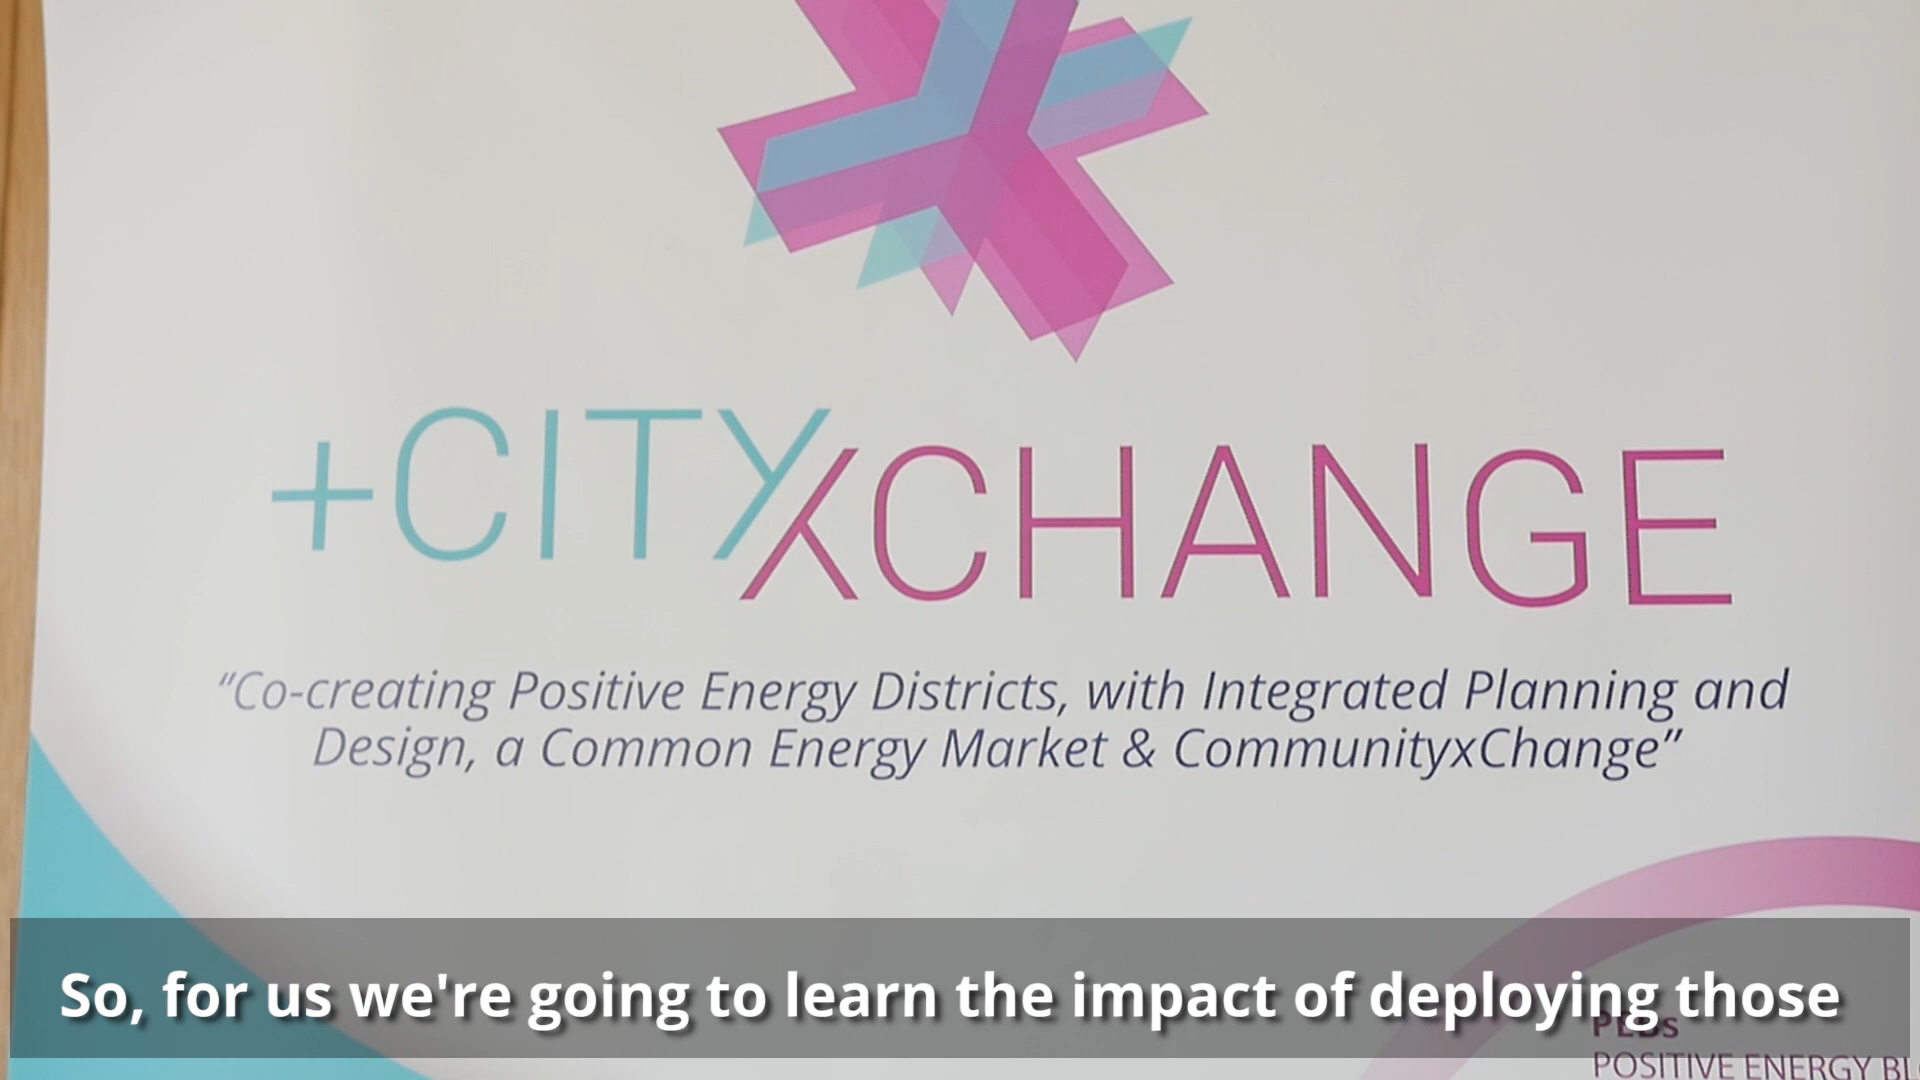 +CITYXCHANGE
“Co-creating Positive Energy Districts, with Integrated Planning and
Design, a Common Energy Market & CommunityxChange”
So, for us we're going to learn the impact of deploying those
PEBs
POSITIVE ENERGY